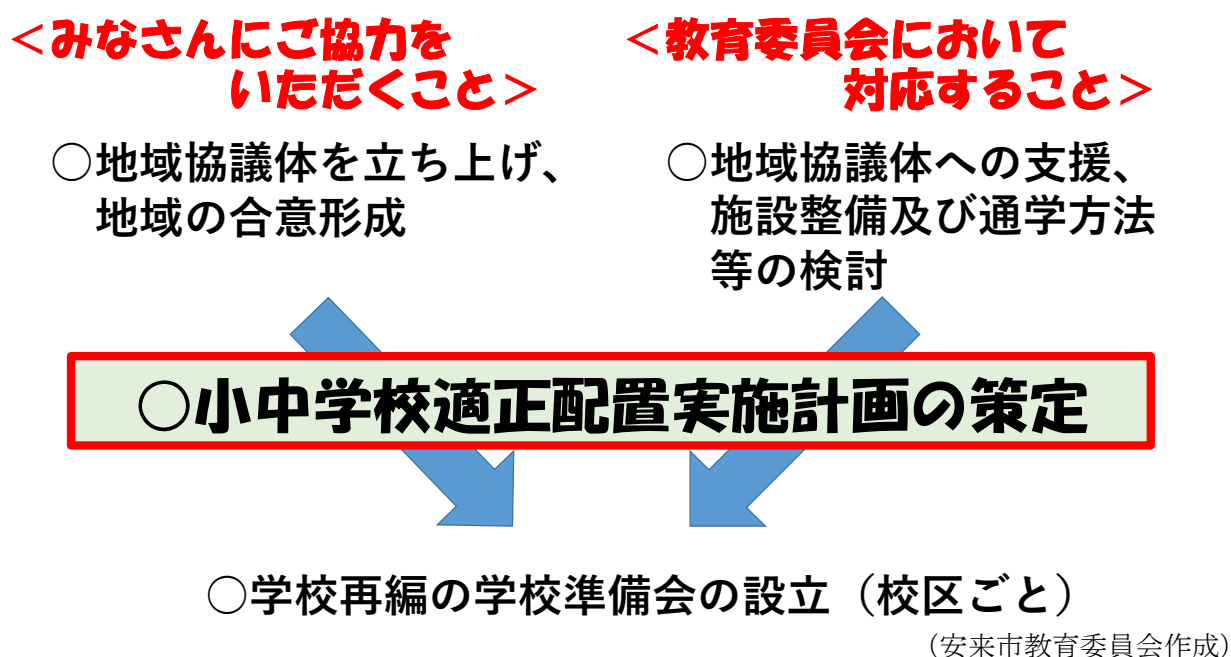 ＜みなさんにご協力を
いただくこと＞
○地域協議体を立ち上げ、
地域の合意形成
＜教育委員会において
対応すること＞
○地域協議体への支援、
施設整備及び通学方法
等の検討
○小中学校適正配置実施計画の策定
○学校再編の学校準備会の設立（校区ごと）
（安来市教育委員会作成）